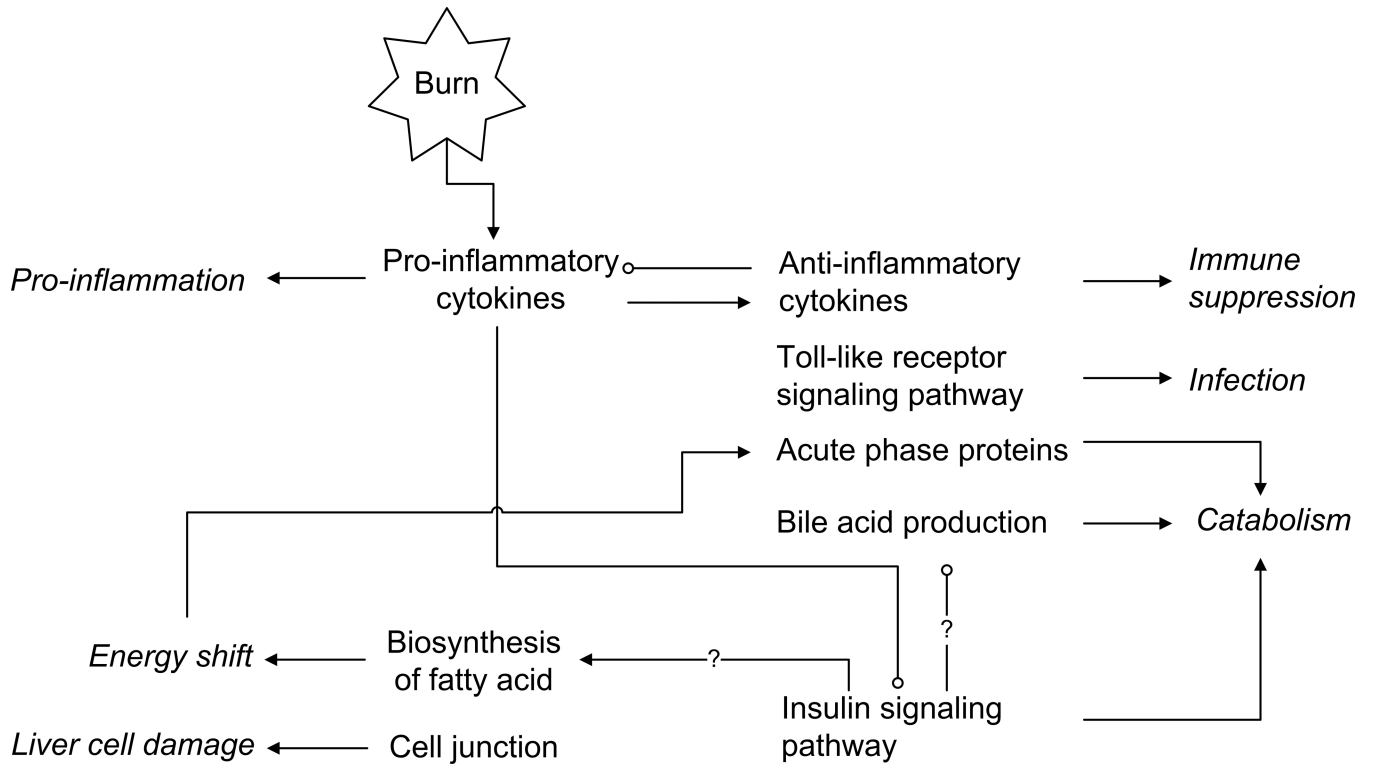 Burn
Pro-inflammation
Pro-inflammatory
cytokines
Anti-inflammatory
cytokines
Immune
suppression
Toll-like receptor
signaling pathway
Infection
Acute phase proteins
Bile acid production
Catabolism
?
Energy shift
Biosynthesis
of fatty acid
?
Insulin signaling
pathway
Liver cell damage
Cell junction